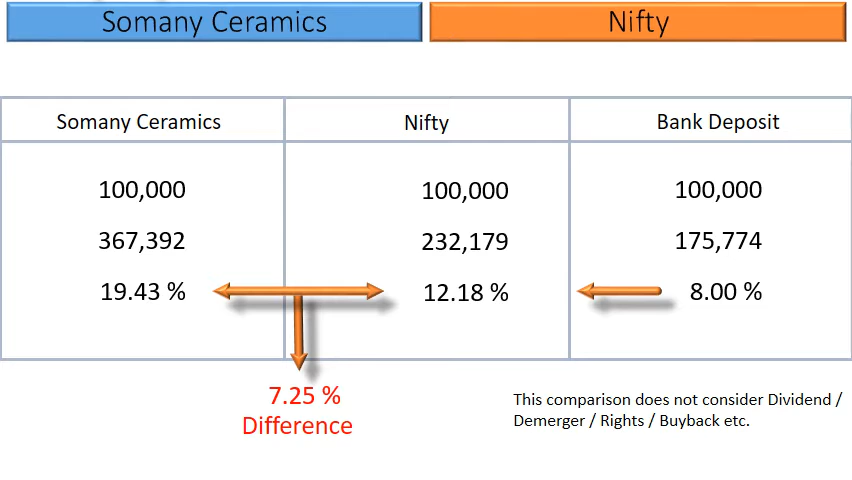 Somany Ceramics Nifty
Somany Ceramics Nifty Bank Deposit
100,000 100,000 100,000
367,392 232,179 175,774
19.43 % 12.18 % 8.00 %
7.25 %
Difference
This comparison does not consider Dividend /
Demerger / Rights / Buyback etc.